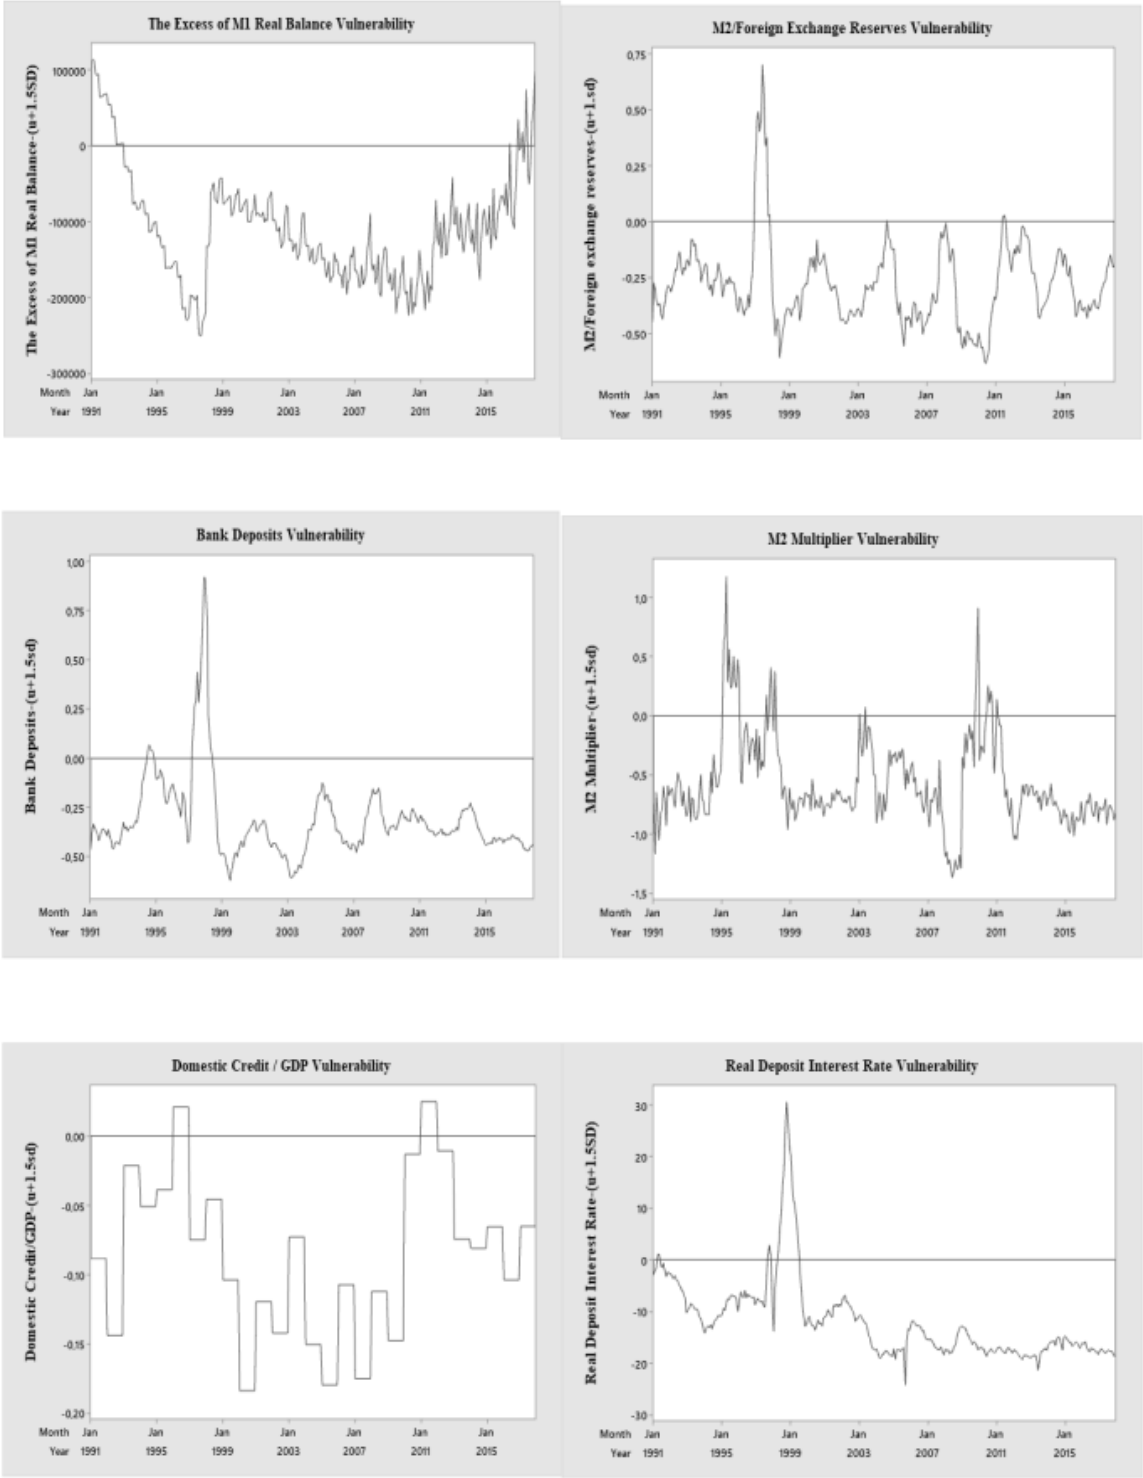 The Excess of M1 Real Balance Vulnerability
The Excess of M1 Real Balance-(u+1.5SD)
100000
0
-100000
-200000
-300000
Month Jan Jan Jan Jan Jan Jan Jan
Year 1991 1995 1999 2003 2007 2011 2015
M2/Foreign Exchange Reserves Vulnerability
M2/Foreign exchange reserves-(u+1.sd)
0,75
0,50
0,25
0,00
-0,25
-0,50
Month Jan Jan Jan Jan Jan Jan Jan
Year 1991 1995 1999 2003 2007 2011 2015
Bank Deposits Vulnerability
Bank Deposits-(u+1.5sd)
1,00
0,75
0,50
0,25
0,00
-0,25
-0,50
Month Jan Jan Jan Jan Jan Jan Jan
Year 1991 1995 1999 2003 2007 2011 2015
M2 Multiplier Vulnerability
M2 Multiplier-(u+1.5sd)
1,0
0,5
0,0
-0,5
-1,0
-1,5
Month Jan Jan Jan Jan Jan Jan Jan
Year 1991 1995 1999 2003 2007 2011 2015
Domestic Credit / GDP Vulnerability
Domestic Credit/GDP-(u+1.5sd)
0,00
-0,05
-0,10
-0,15
-0,20
Month Jan Jan Jan Jan Jan Jan Jan
Year 1991 1995 1999 2003 2007 2011 2015
Real Deposit Interest Rate Vulnerability
Real Deposit Interest Rate-(u+1.5SD)
30
20
10
0
-10
-20
-30
Month Jan Jan Jan Jan Jan Jan Jan
Year 1991 1995 1999 2003 2007 2011 2015